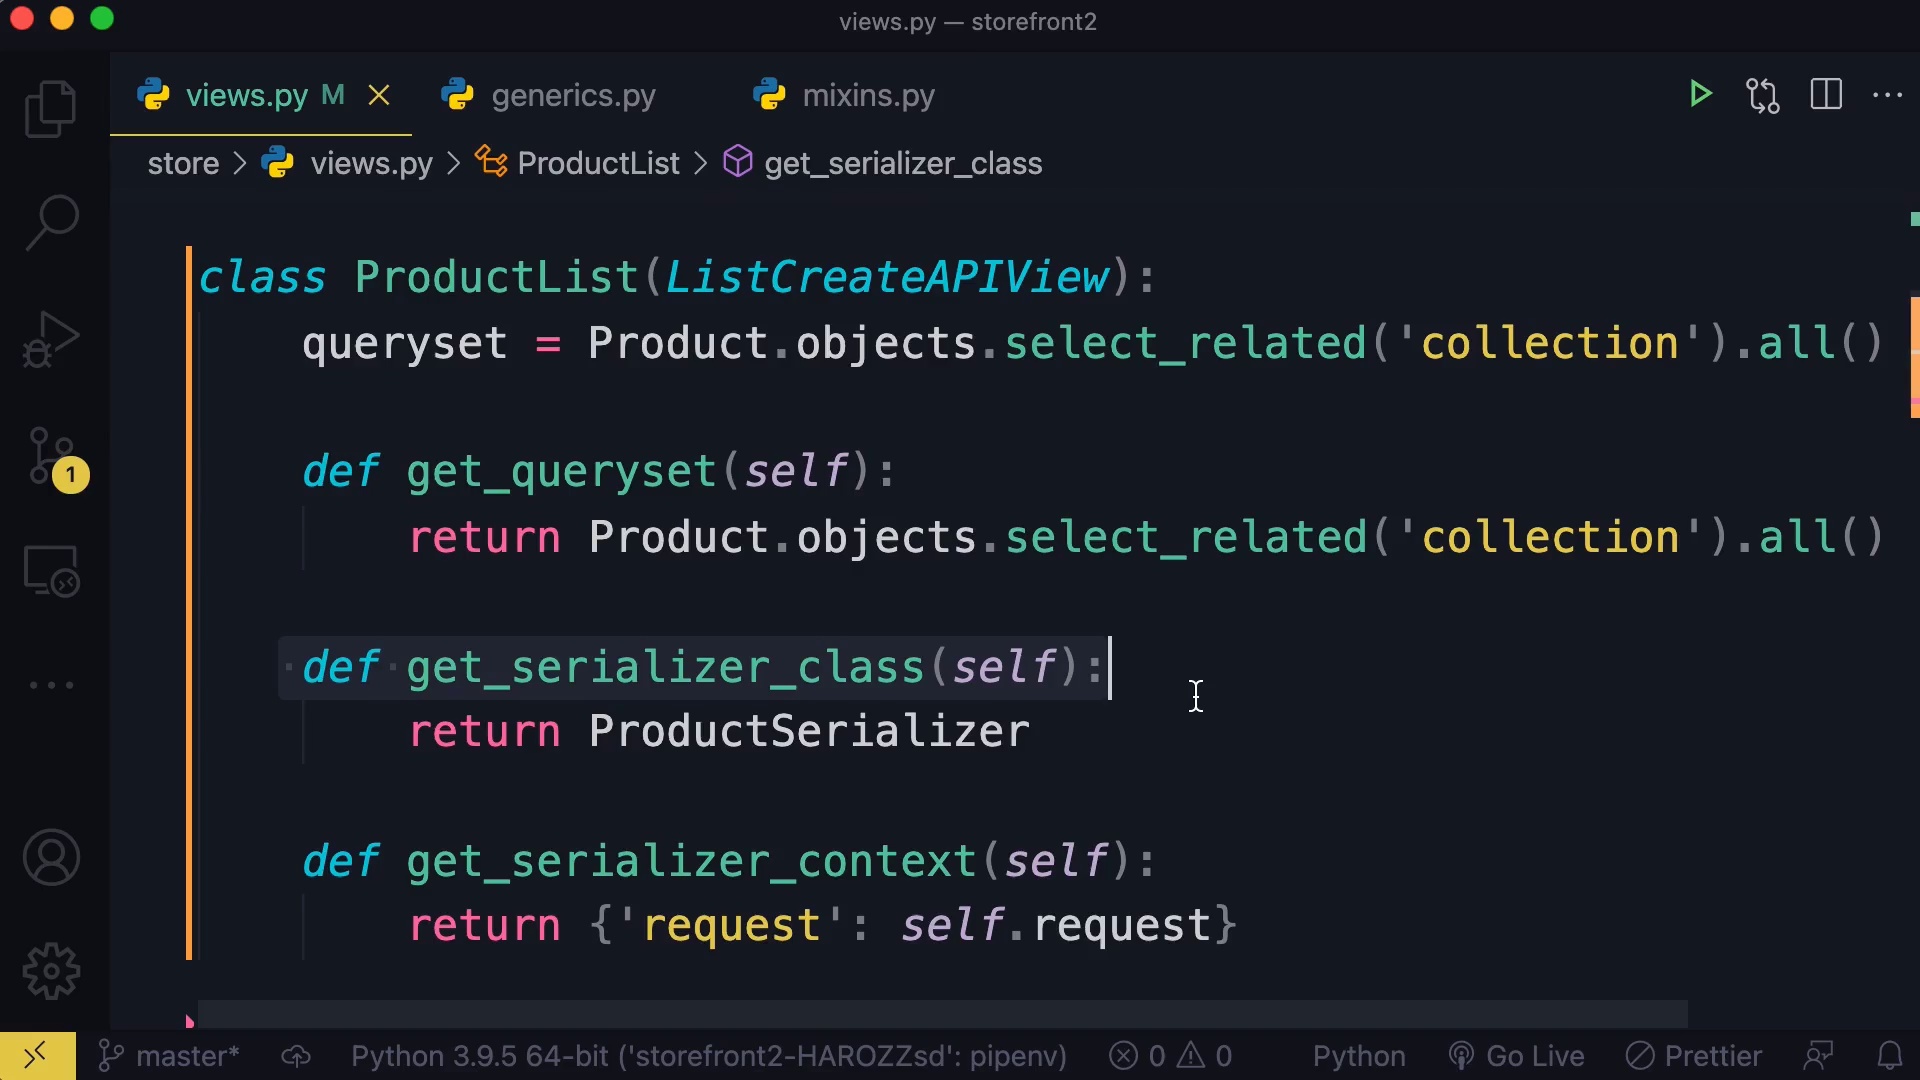 views.py — storefront2
views.py M generics.py mixins.py
store > views.py > ProductList > get_serializer_class
class ProductList(ListCreateAPIView):
queryset = Product.objects.select_related('collection').all()
def get_queryset(self):
return Product.objects.select_related('collection').all()
def get_serializer_class(self):
return ProductSerializer
def get_serializer_context(self):
return {'request': self.request}
1
master* Python 3.9.5 64-bit ('storefront2-HAROZZsd': pipenv) 0 0 Python Go Live Prettier